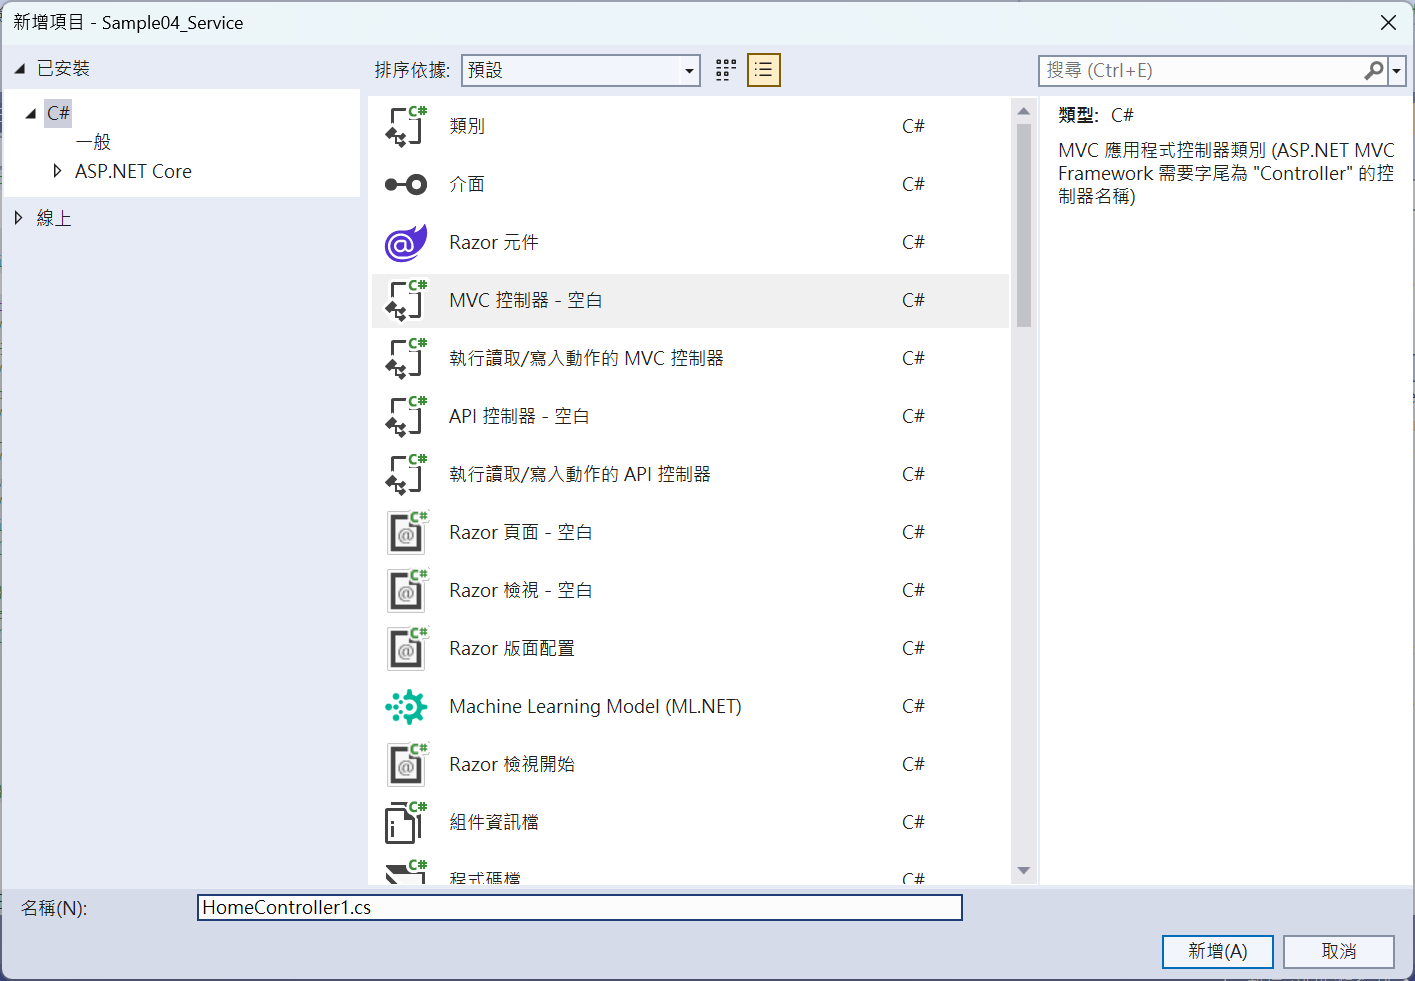 新增項目 - Sample04_Service
已安裝
C#
一般
ASP.NET Core
線上
排序依據: 預設
類別 C#
介面 C#
Razor 元件 C#
MVC 控制器 - 空白 C#
執行讀取/寫入動作的 MVC 控制器 C#
API 控制器 - 空白 C#
執行讀取/寫入動作的 API 控制器 C#
Razor 頁面 - 空白 C#
Razor 檢視 - 空白 C#
Razor 版面配置 C#
Machine Learning Model (ML.NET) C#
Razor 檢視開始 C#
組件資訊檔 C#
程式碼檔 C#
搜尋 (Ctrl+E)
類型: C#
MVC 應用程式控制器類別 (ASP.NET MVC
Framework 需要字尾為 "Controller" 的控
制器名稱)
名稱(N): HomeController1.cs
新增(A) 取消